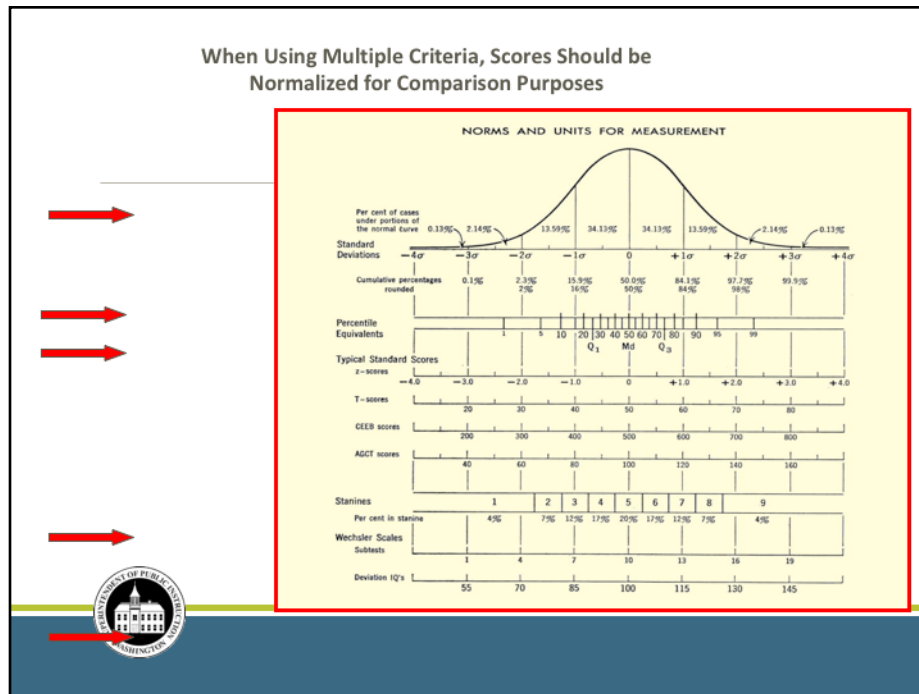 When Using Multiple Criteria, Scores Should be
Normalized for Comparison Purposes
NORMS AND UNITS FOR MEASUREMENT
Per cent of cases
under portions of
the normal curve 0.13% 2.14% 13.59% 34.13% 34.13% 13.59% 2.14% 0.13%
Standard
Deviations -4σ -3σ -2σ -1σ 0 +1σ +2σ +3σ +4σ
Cumulative percentages 0.1% 2.3% 15.9% 50.0% 84.1% 97.7% 99.9%
rounded 2% 16% 50% 84% 98%
Percentile
Equivalents 1 5 10 20 30 40 50 60 70 80 90 95 99
Q1 Md Q3
Typical Standard Scores
z-scores
-4.0 -3.0 -2.0 -1.0 0 +1.0 +2.0 +3.0 +4.0
T-scores
20 30 40 50 60 70 80
CEEB scores
200 300 400 500 600 700 800
AGCT scores
40 60 80 100 120 140 160
Stanines 1 2 3 4 5 6 7 8 9
Per cent in stanine 4% 7% 12% 17% 20% 17% 12% 7% 4%
Wechsler Scales
Subtests
1 4 7 10 13 16 19
Deviation IQ's
55 70 85 100 115 130 145
SUPERINTENDENT OF PUBLIC INSTRUCTION
WASHINGTON